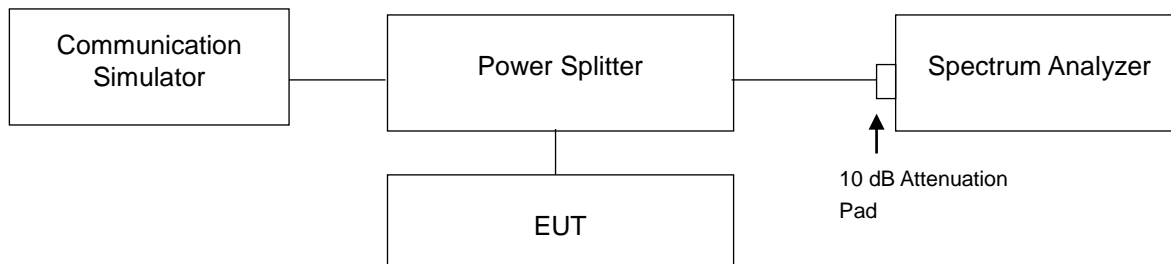 Communication
Simulator
Power Splitter
Spectrum Analyzer
10 dB Attenuation
Pad
EUT